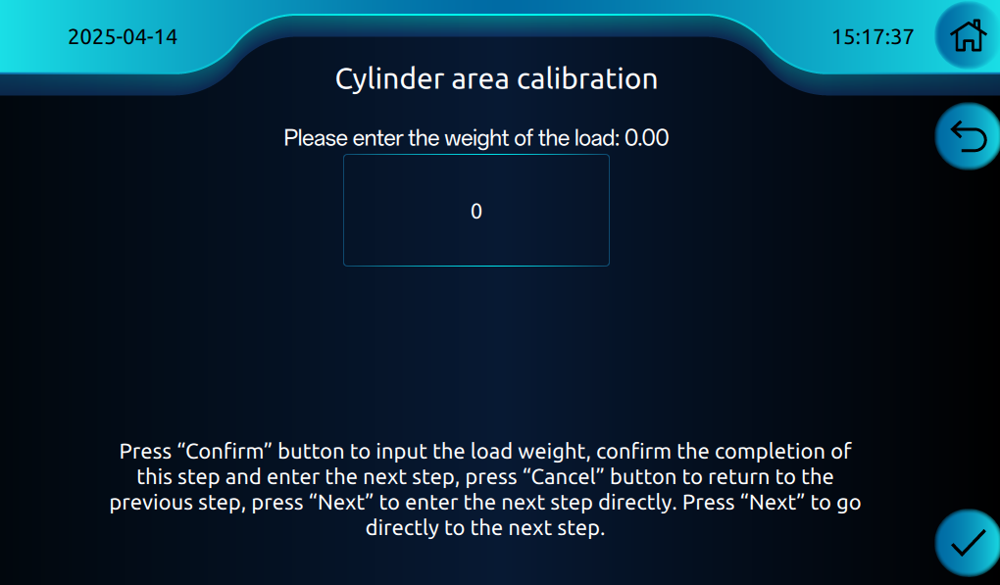 2025-04-14
15:17:37
Cylinder area calibration
Please enter the weight of the load: 0.00
0
Press “Confirm” button to input the load weight, confirm the completion of
this step and enter the next step, press “Cancel” button to return to the
previous step, press “Next” to enter the next step directly. Press “Next” to go
directly to the next step.